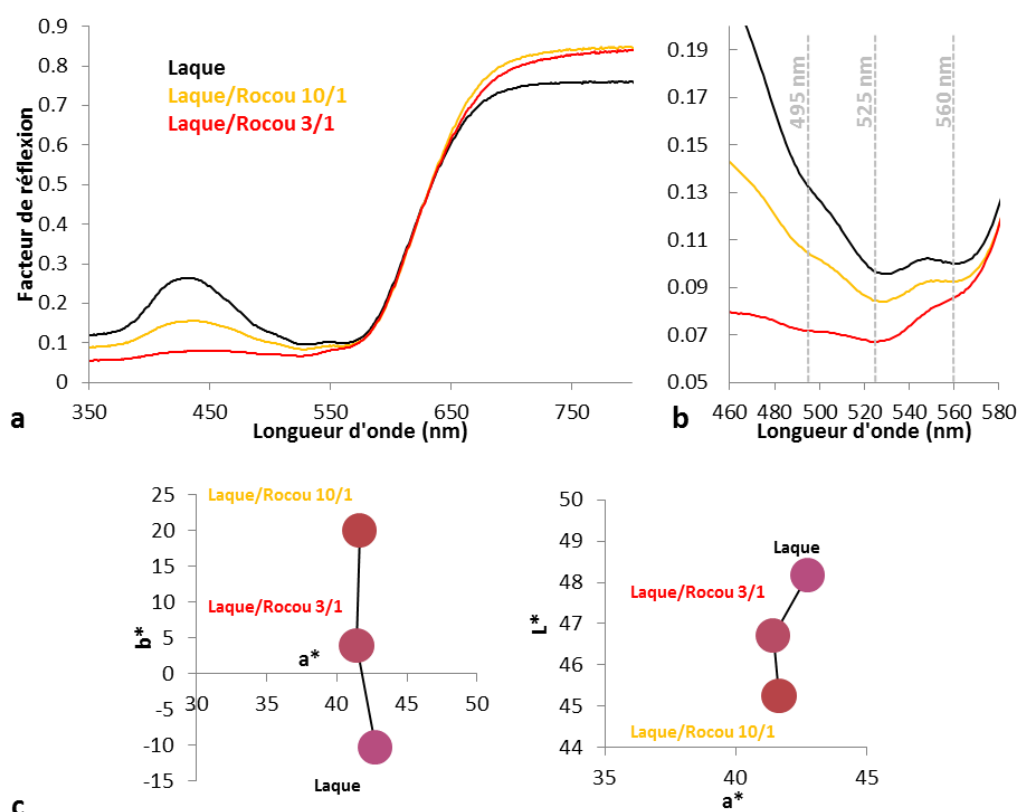 0.9
0.8
0.7
0.6
0.5
0.4
0.3
0.2
0.1
0
Facteur de réflexion
Laque
Laque/Rocou 10/1
Laque/Rocou 3/1
350 450 550 650 750
Longueur d'onde (nm)
a
0.19
0.17
0.15
0.13
0.11
0.09
0.07
0.05
495 nm
525 nm
560 nm
460 480 500 520 540 560 580
Longueur d'onde (nm)
b
25
20
15
10
5
0
-5
-10
-15
b*
Laque/Rocou 10/1
Laque/Rocou 3/1
a*
30 35 40 45 50
Laque
50
49
48
47
46
45
44
L*
Laque
Laque/Rocou 3/1
Laque/Rocou 10/1
35 40 45
a*
c